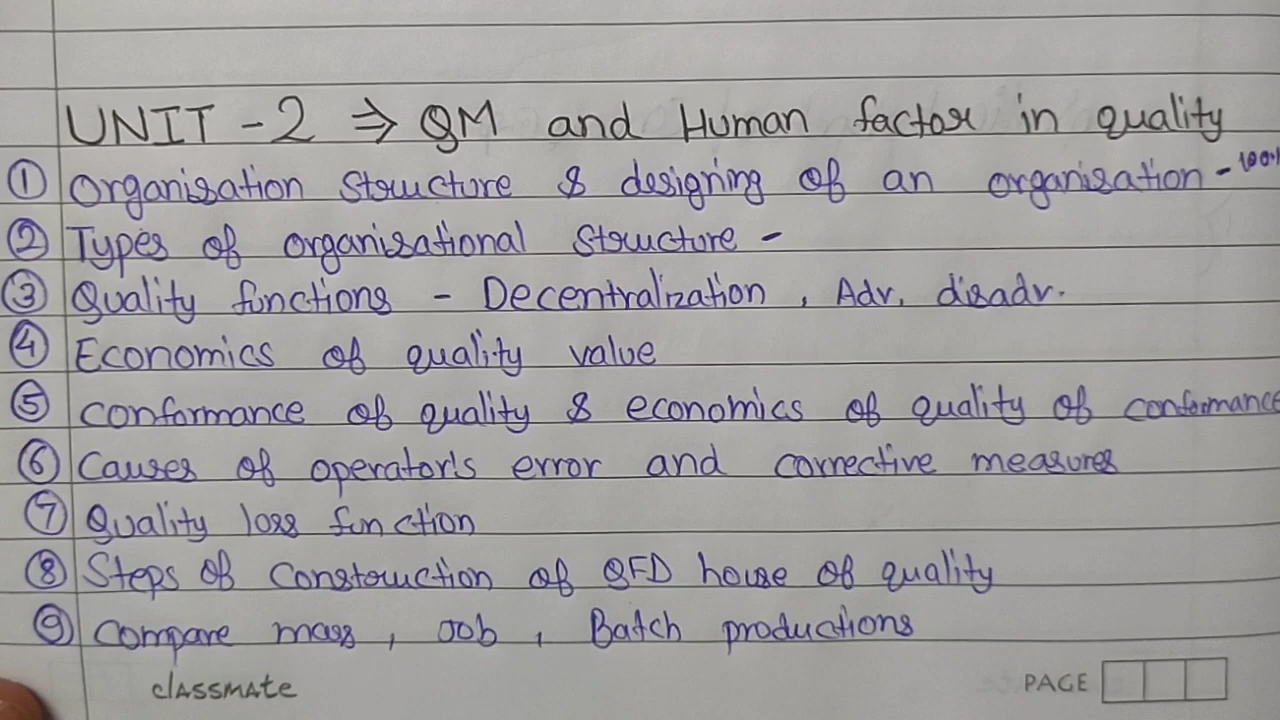 UNIT - 2 ⇒ QM and Human factor in quality
① Organisation Structure & designing of an organisation - 100%
② Types of organisational Structure -
③ Quality functions - Decentralization , Adv, disadv.
④ Economics of quality value
⑤ conformance of quality & economics of quality of conformance
⑥ Causes of operator's error and corrective measures
⑦ Quality loss function
⑧ Steps of Construction of QFD house of quality
⑨ Compare mass , Job , Batch productions
classmate
PAGE